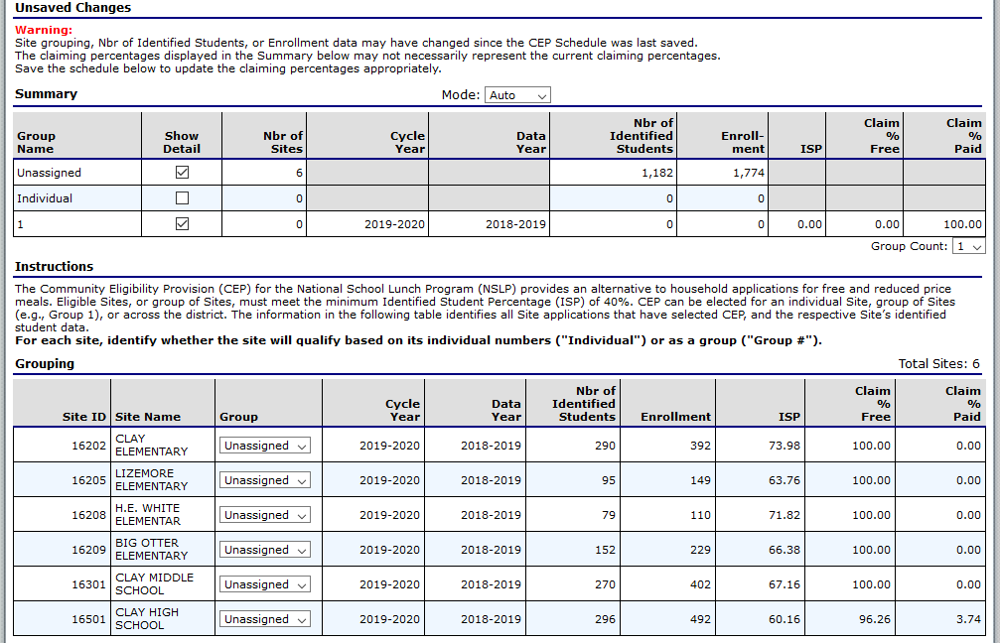 Unsaved Changes
Warning:
Site grouping, Nbr of Identified Students, or Enrollment data may have changed since the CEP Schedule was last saved.
The claiming percentages displayed in the Summary below may not necessarily represent the current claiming percentages.
Save the schedule below to update the claiming percentages appropriately.
Summary Mode: Auto
Group Name Show Detail Nbr of Sites Cycle Year Data Year Nbr of Identified Students Enroll-ment ISP Claim % Free Claim % Paid
Unassigned 6 1,182 1,774
Individual 0 0 0
1 0 2019-2020 2018-2019 0 0 0.00 0.00 100.00
Group Count: 1
Instructions
The Community Eligibility Provision (CEP) for the National School Lunch Program (NSLP) provides an alternative to household applications for free and reduced price
meals. Eligible Sites, or group of Sites, must meet the minimum Identified Student Percentage (ISP) of 40%. CEP can be elected for an individual Site, group of Sites
(e.g., Group 1), or across the district. The information in the following table identifies all Site applications that have selected CEP, and the respective Site's identified
student data.
For each site, identify whether the site will qualify based on its individual numbers ("Individual") or as a group ("Group #").
Grouping Total Sites: 6
Site ID Site Name Group Cycle Year Data Year Nbr of Identified Students Enrollment ISP Claim % Free Claim % Paid
16202 CLAY ELEMENTARY Unassigned 2019-2020 2018-2019 290 392 73.98 100.00 0.00
16205 LIZEMORE ELEMENTARY Unassigned 2019-2020 2018-2019 95 149 63.76 100.00 0.00
16208 H.E. WHITE ELEMENTAR Unassigned 2019-2020 2018-2019 79 110 71.82 100.00 0.00
16209 BIG OTTER ELEMENTARY Unassigned 2019-2020 2018-2019 152 229 66.38 100.00 0.00
16301 CLAY MIDDLE SCHOOL Unassigned 2019-2020 2018-2019 270 402 67.16 100.00 0.00
16501 CLAY HIGH SCHOOL Unassigned 2019-2020 2018-2019 296 492 60.16 96.26 3.74